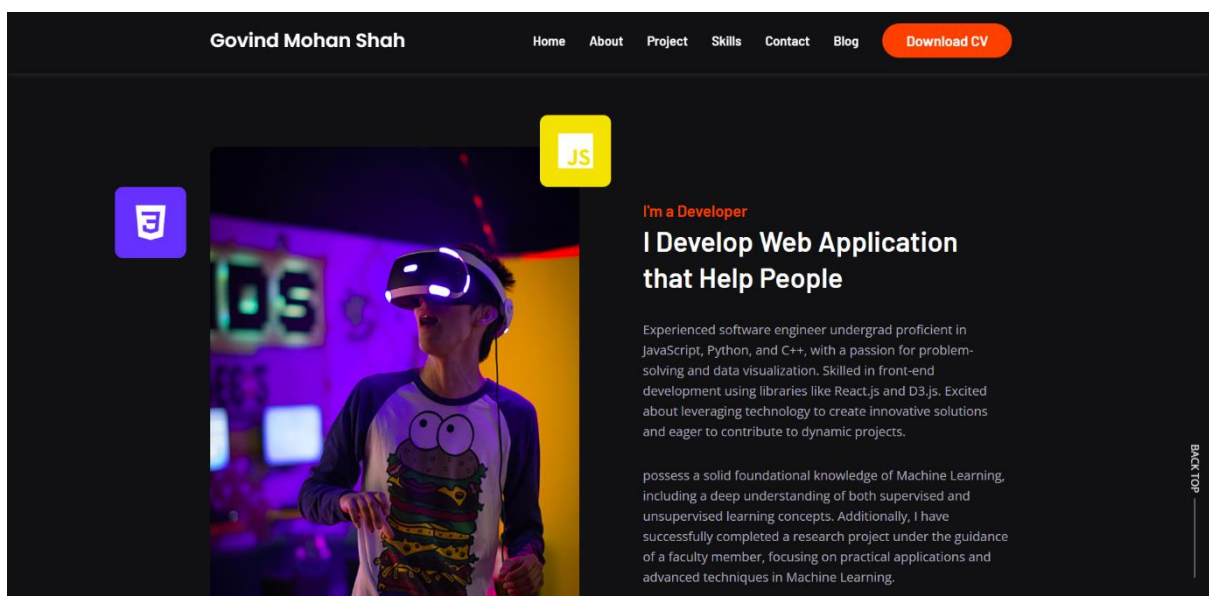 Govind Mohan Shah
Home About Project Skills Contact Blog Download CV
JS
I'm a Developer
I Develop Web Application
that Help People
Experienced software engineer undergrad proficient in
JavaScript, Python, and C++, with a passion for problem-
solving and data visualization. Skilled in front-end
development using libraries like React.js and D3.js. Excited
about leveraging technology to create innovative solutions
and eager to contribute to dynamic projects.
possess a solid foundational knowledge of Machine Learning,
including a deep understanding of both supervised and
unsupervised learning concepts. Additionally, I have
successfully completed a research project under the guidance
of a faculty member, focusing on practical applications and
advanced techniques in Machine Learning.
BACK TOP